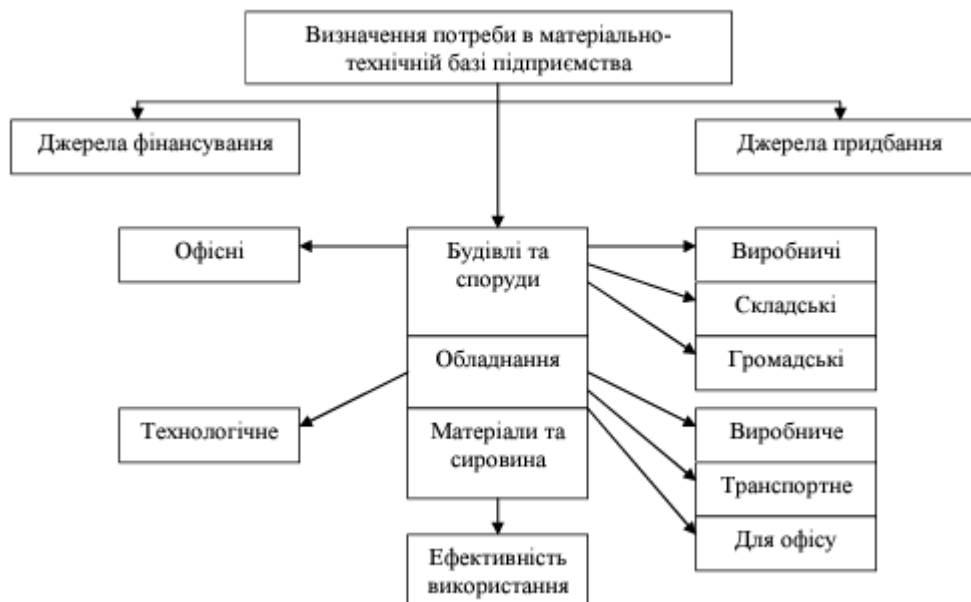 Визначення потреби в матеріально-
технічній базі підприємства
Джерела фінансування
Джерела придбання
Офісні
Будівлі та
споруди
Виробничі
Складські
Громадські
Обладнання
Технологічне
Матеріали та
сировина
Виробниче
Транспортне
Для офісу
Ефективність
використання